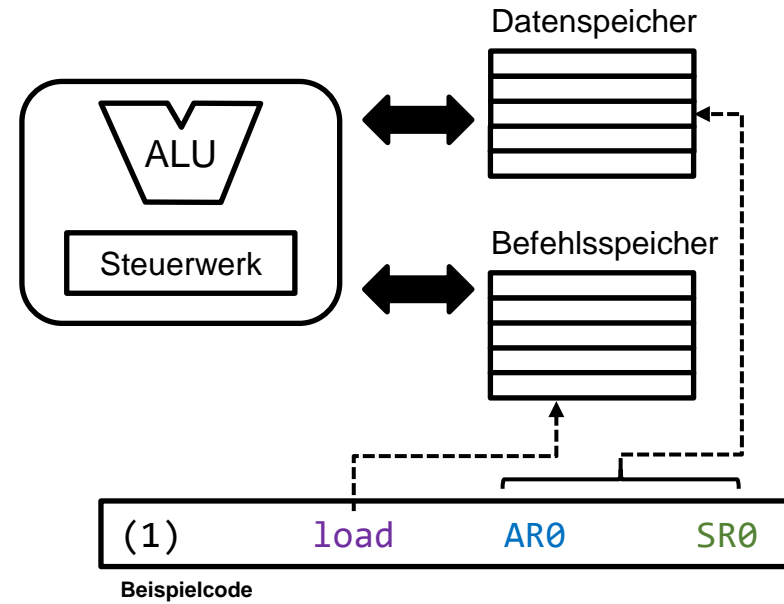 Datenspeicher
ALU
Steuerwerk
Befehlsspeicher
(1) load AR0 SR0
Beispielcode